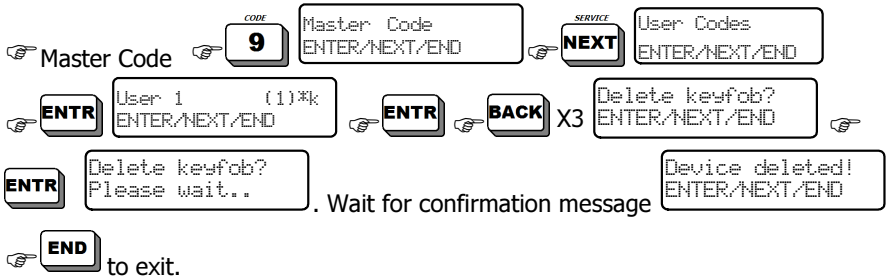 CODE SERVICE
Master Code 9 Master Code NEXT User Codes
ENTER/NEXT/END ENTER/NEXT/END
ENTR User 1 (1)*k ENTR BACK X3 Delete keyfob?
ENTER/NEXT/END ENTER/NEXT/END
ENTR Delete keyfob? . Wait for confirmation message Device deleted!
Please wait.. ENTER/NEXT/END
END to exit.